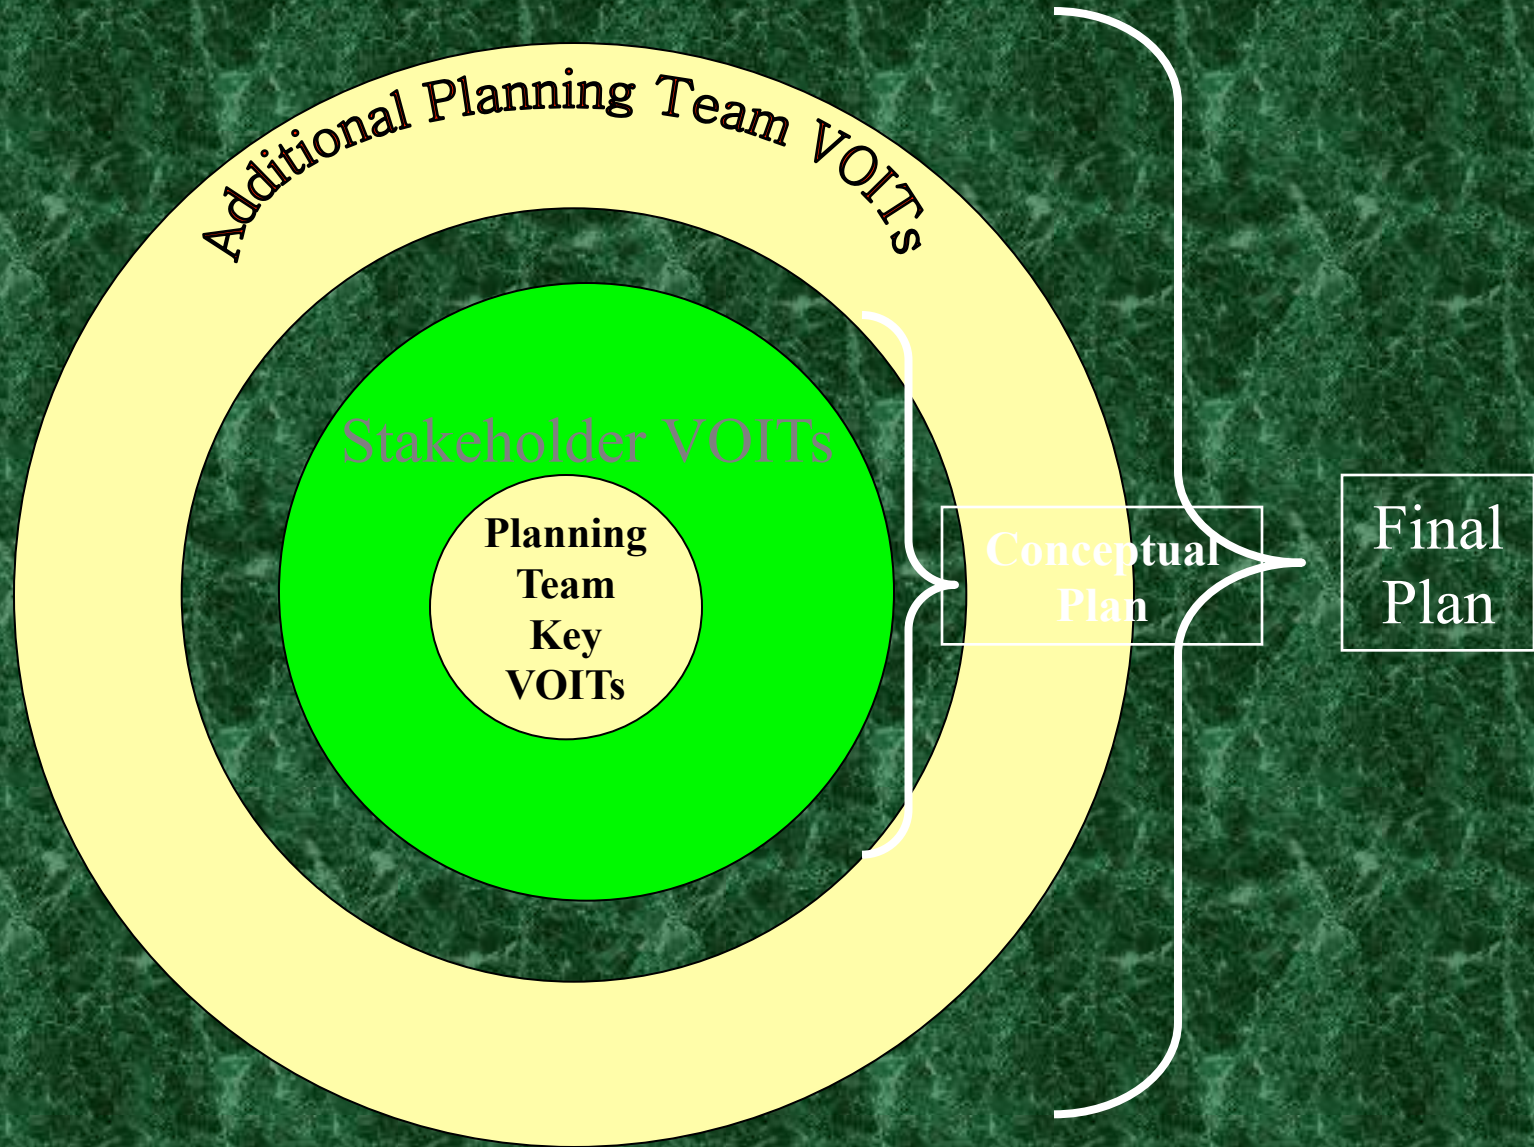 Additional Planning Team VOITs
Stakeholder VOITs
Planning
Team
Key
VOITs
Conceptual
Plan
Final
Plan